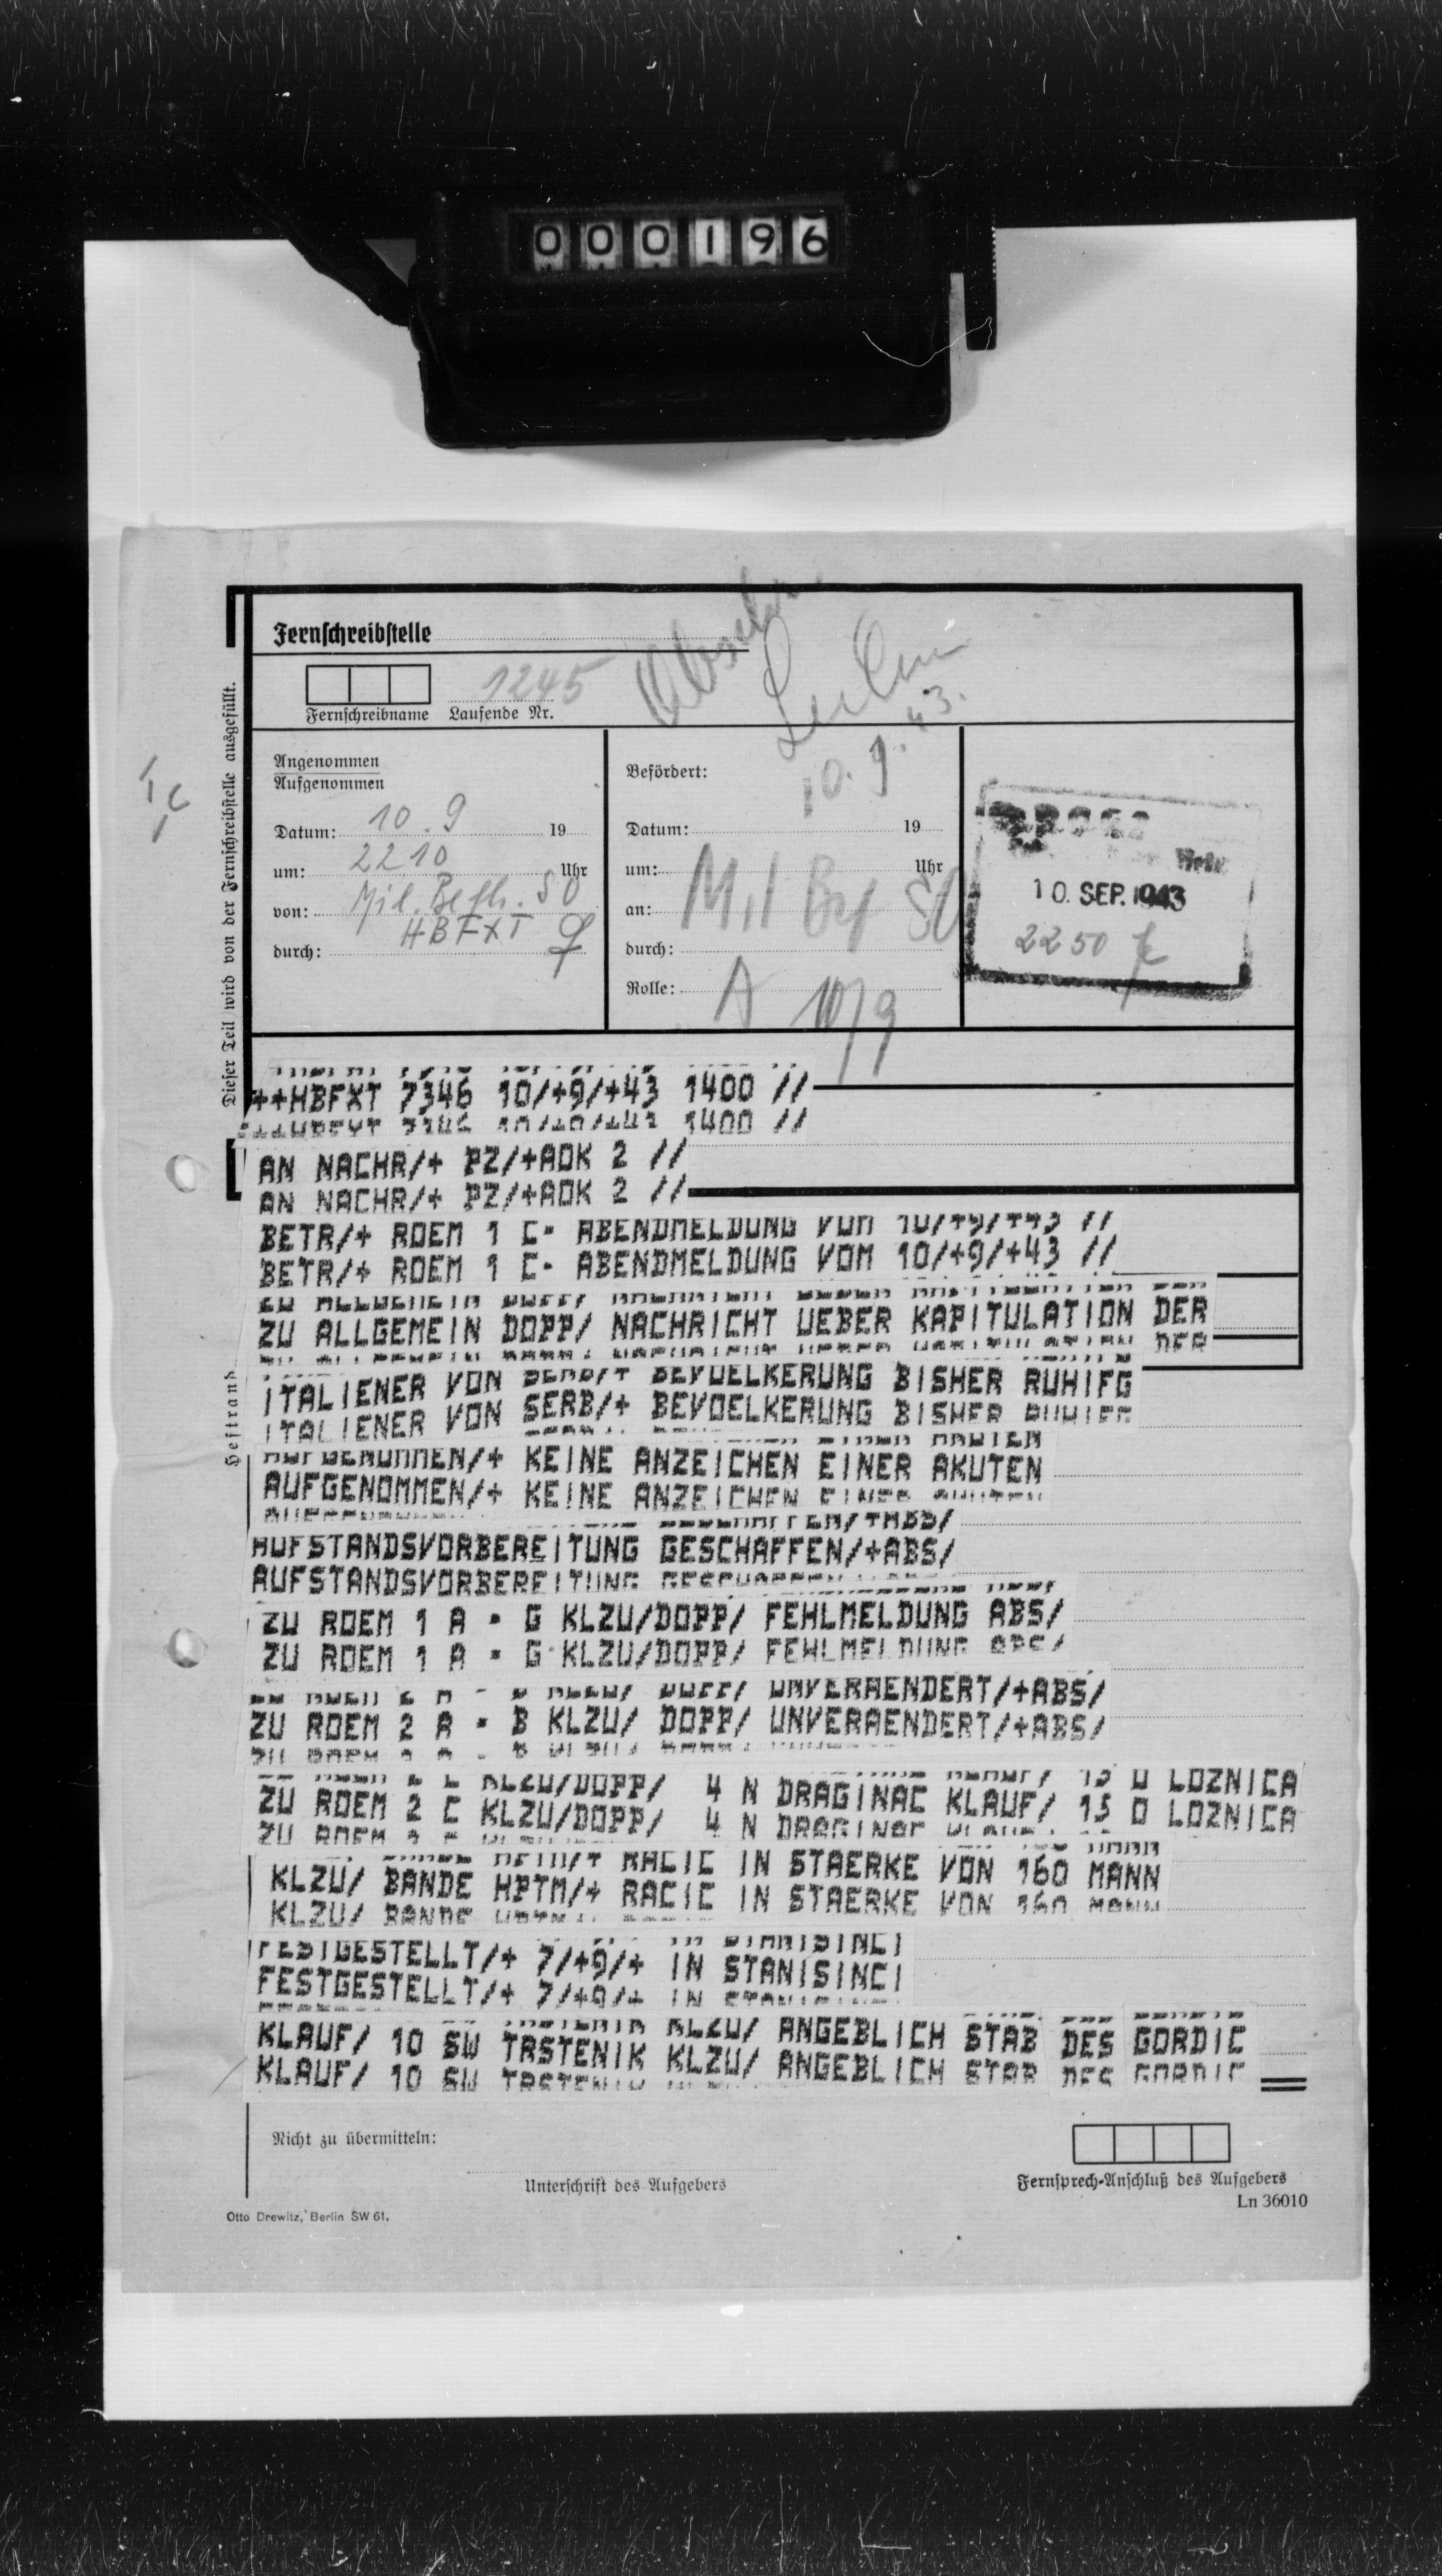 000196
Fernschreibstelle
1245
Fernschreibname Laufende Nr.
10.9.43.
Angenommen
Aufgenommen
Datum: 10.9 19
um: 2210 Uhr
von: Mil. Befh. SO
HBFXT
durch:
Befördert:
Datum: 19
um: Uhr
an: Mil Bef SO
durch:
Rolle: A 10/9
10. SEP. 1943
2250
Ic
Dieser Teil wird von der Fernschreibstelle ausgefüllt.
Heftrand
++HBFXT 7346 10/+9/+43 1400 //
AN NACHR/+ PZ/+AOK 2 //
BETR/+ ROEM 1 C- ABENDMELDUNG VOM 10/+9/+43 //
ZU ALLGEMEIN DOPP/ NACHRICHT UEBER KAPITULATION DER
ITALIENER VON SERB/+ BEVOELKERUNG BISHER RUHIFG
AUFGENOMMEN/+ KEINE ANZEICHEN EINER AKUTEN
AUFSTANDSVORBEREITUNG GESCHAFFEN/+ABS/
ZU ROEM 1 A - G KLZU/DOPP/ FEHLMELDUNG ABS/
ZU ROEM 2 A - B KLZU/ DOPP/ UNVERAENDERT/+ABS/
ZU ROEM 2 C KLZU/DOPP/ 4 N DRAGINAC KLAUF/ 15 O LOZNICA
KLZU/ BANDE HPTM/+ RACIC IN STAERKE VON 160 MANN
FESTGESTELLT/+ 7/+9/+ IN STANISINCI
KLAUF/ 10 SW TRSTENIK KLZU/ ANGEBLICH STAB DES GORDIC
Nicht zu übermitteln:
Unterschrift des Aufgebers
Fernsprech-Anschluß des Aufgebers
Ln 36010
Otto Drewitz, Berlin SW 61.